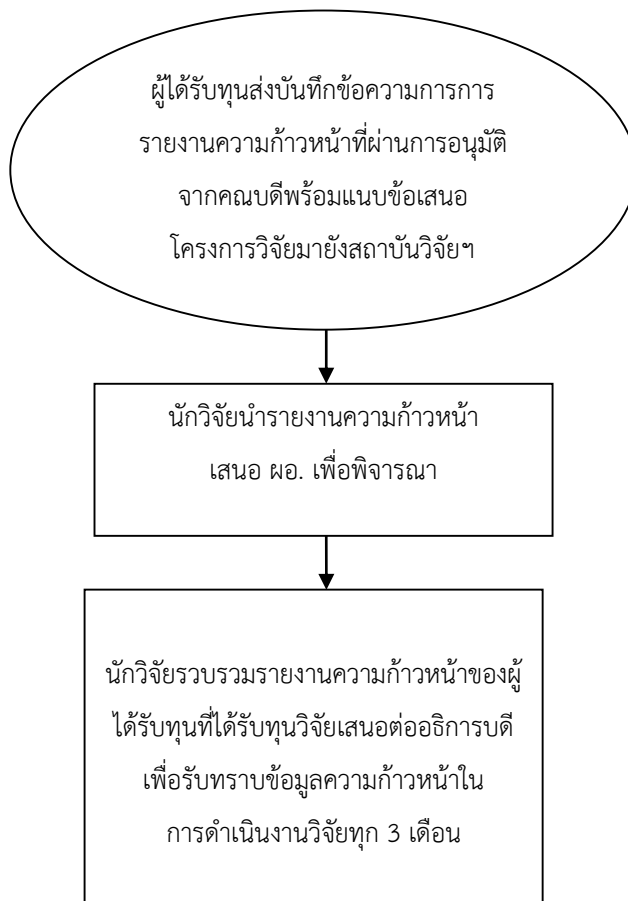 ผู้ได้รับทุนส่งบันทึกข้อความการการ
รายงานความก้าวหน้าที่ผ่านการอนุมัติ
จากคณบดีพร้อมแนบข้อเสนอ
โครงการวิจัยมายังสถาบันวิจัยฯ
นักวิจัยนำรายงานความก้าวหน้า
เสนอ ผอ. เพื่อพิจารณา
นักวิจัยรวบรวมรายงานความก้าวหน้าของผู้
ได้รับทุนที่ได้รับทุนวิจัยเสนอต่ออธิการบดี
เพื่อรับทราบข้อมูลความก้าวหน้าใน
การดำเนินงานวิจัยทุก 3 เดือน